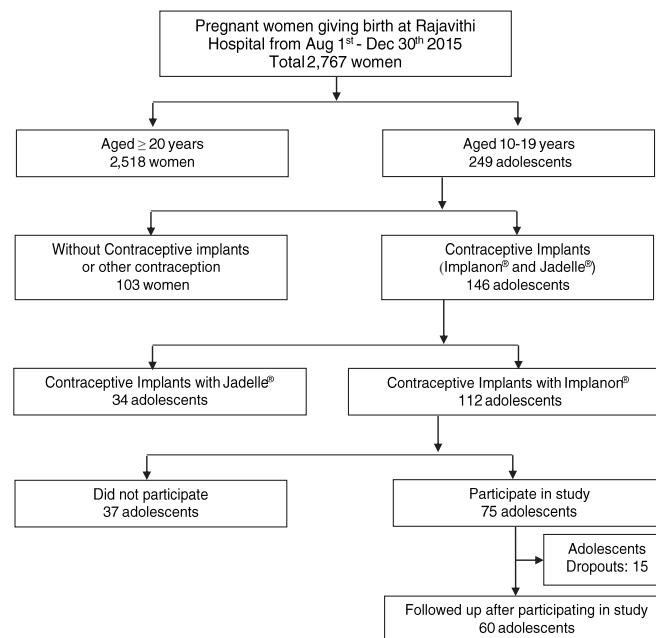 Pregnant women giving birth at Rajavithi
Hospital from Aug 1st - Dec 30th 2015
Total 2,767 women
Aged ≥ 20 years
2,518 women
Aged 10-19 years
249 adolescents
Without Contraceptive implants
or other contraception
103 women
Contraceptive Implants
(Implanon® and Jadelle®)
146 adolescents
Contraceptive Implants with Jadelle®
34 adolescents
Contraceptive Implants with Implanon®
112 adolescents
Did not participate
37 adolescents
Participate in study
75 adolescents
Adolescents
Dropouts: 15
Followed up after participating in study
60 adolescents